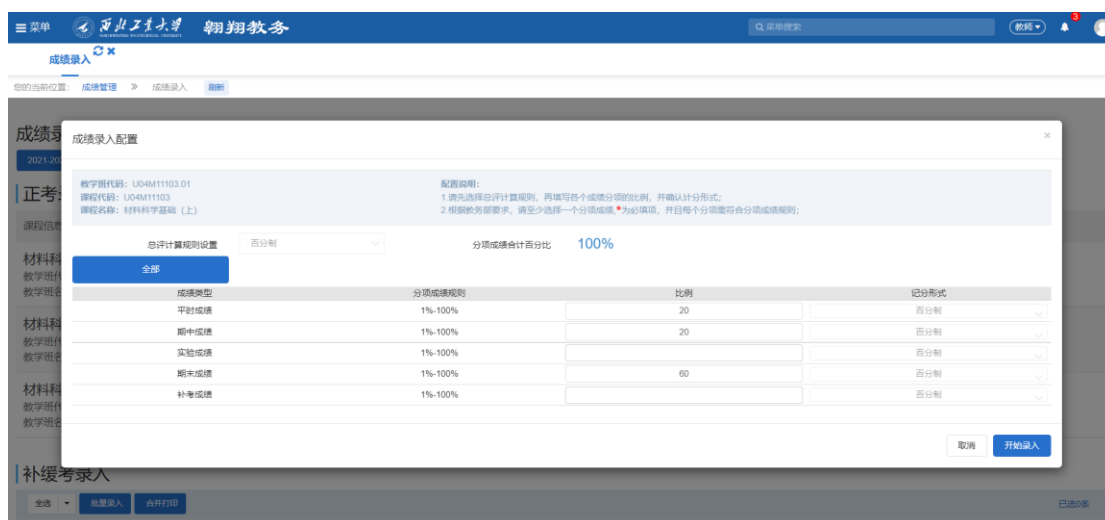 菜单 西北工业大学 翱翔教务 菜单搜索 (教师) 3
成绩录入
您的当前位置: 成绩管理 » 成绩录入 刷新
成绩录
成绩录入配置
2021-20
教学班代码: U04M11103.01
课程代码: U04M11103
课程名称: 材料科学基础 (上)
配置说明:
1.请先选择总评计算规则, 再填写各个成绩分项的比例, 并确认计分形式;
2.根据教务部要求, 请至少选择一个分项成绩,*为必填项, 并且每个分项需符合分项成绩规则;
正考
课程信息
总评计算规则设置 百分制 分项成绩合计百分比 100%
全部
成绩类型 分项成绩规则 比例 记分形式
平时成绩 1%-100% 20 百分制
期中成绩 1%-100% 20 百分制
实验成绩 1%-100% 百分制
期末成绩 1%-100% 60 百分制
补考成绩 1%-100% 百分制
材料科
教学班代
教学班名
材料科
教学班代
教学班名
材料科
教学班代
教学班名
取消 开始录入
补缓考录入
全选 批量录入 合并打印 已选0条